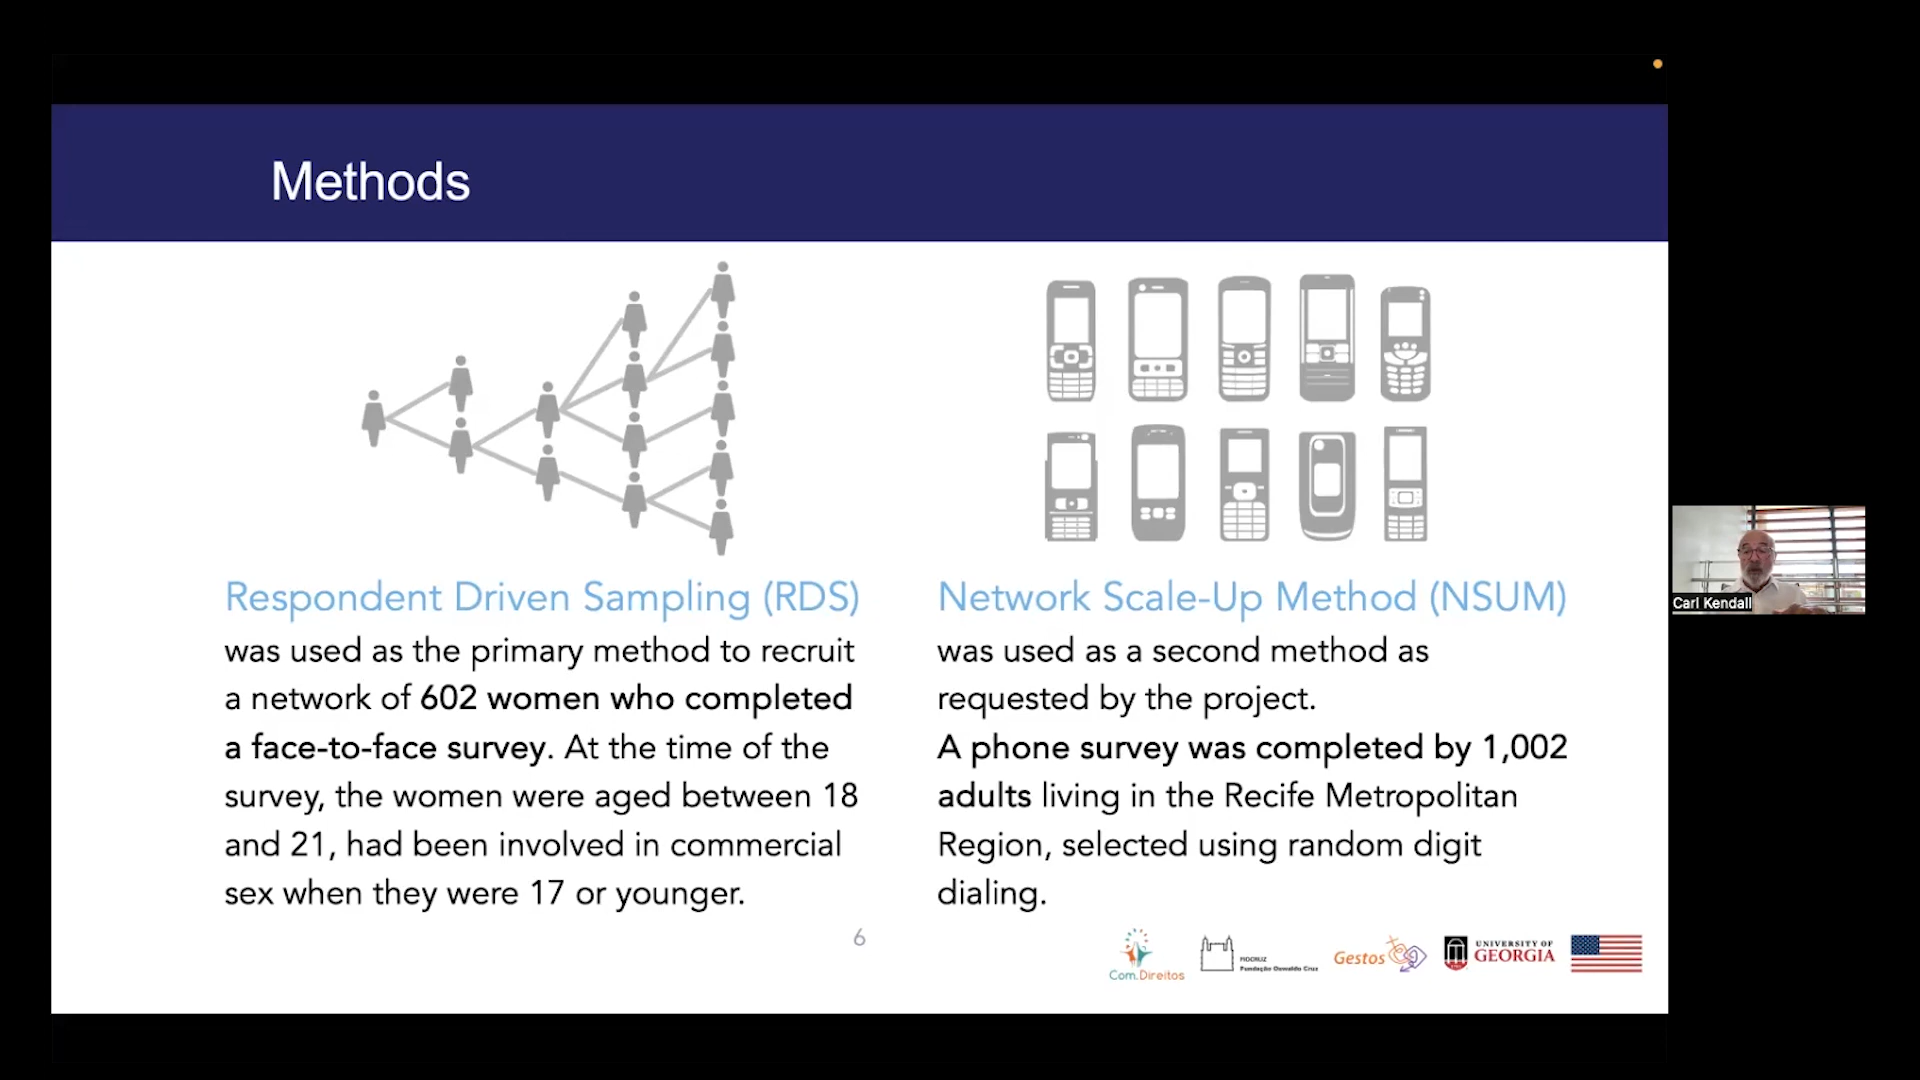 Methods
Respondent Driven Sampling (RDS)
was used as the primary method to recruit
a network of 602 women who completed
a face-to-face survey. At the time of the
survey, the women were aged between 18
and 21, had been involved in commercial
sex when they were 17 or younger.
Network Scale-Up Method (NSUM)
was used as a second method as
requested by the project.
A phone survey was completed by 1,002
adults living in the Recife Metropolitan
Region, selected using random digit
dialing.
6
Com.Direitos
FIOCRUZ
Fundação Oswaldo Cruz
Gestos
UNIVERSITY OF
GEORGIA
Carl Kendall